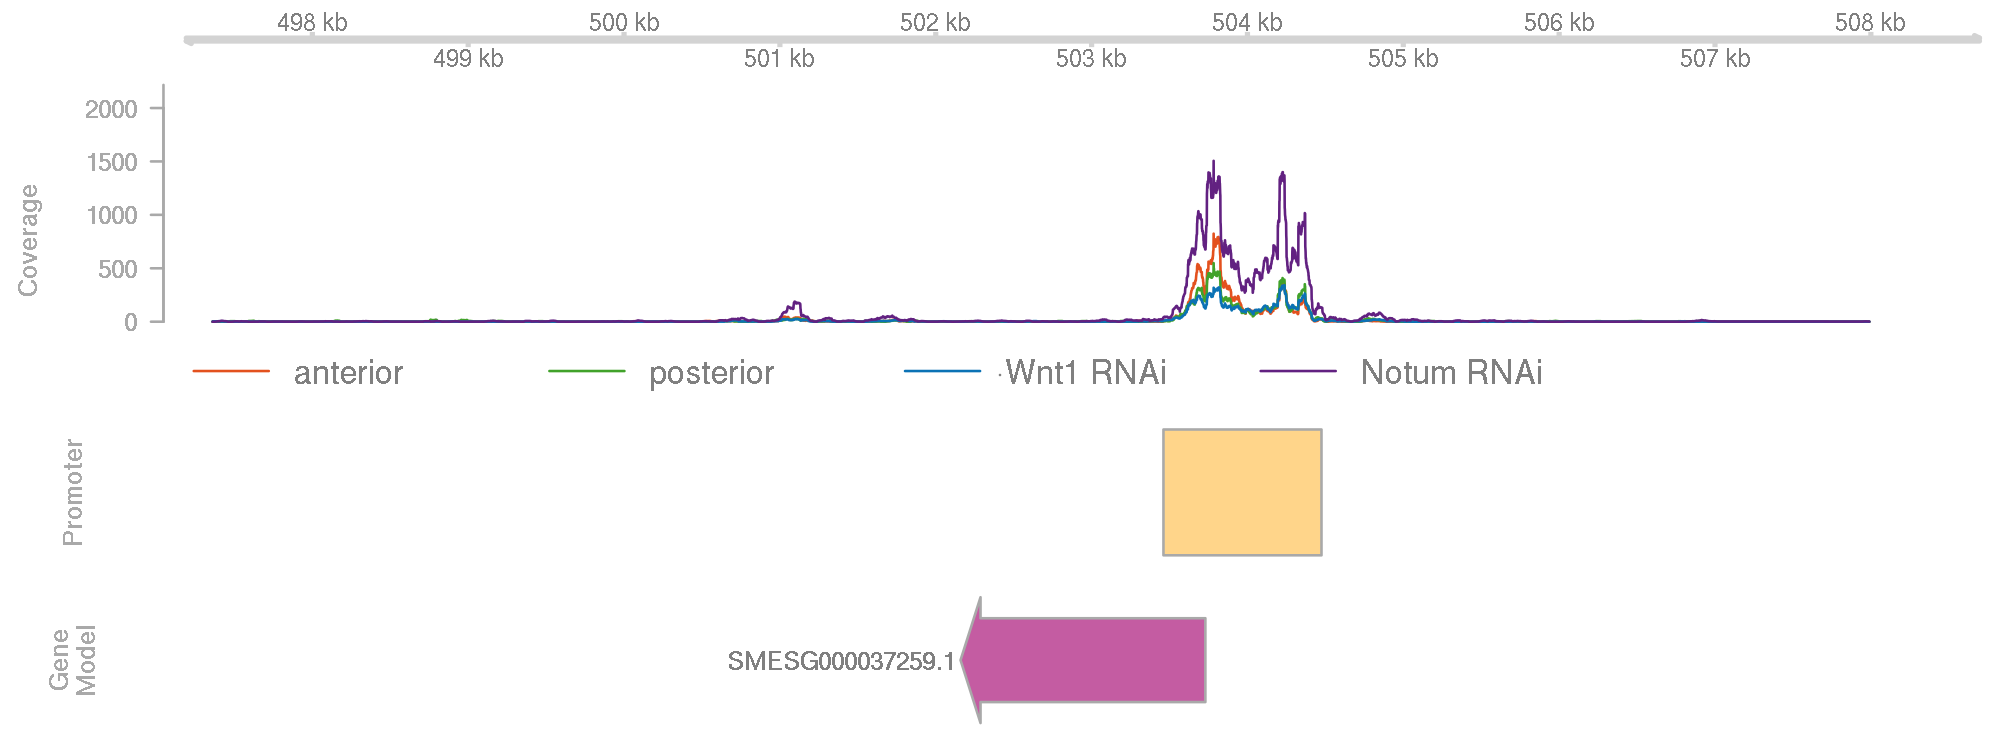 498 kb 500 kb 502 kb 504 kb 506 kb 508 kb
499 kb 501 kb 503 kb 505 kb 507 kb
Coverage
2000
1500
1000
500
0
anterior posterior Wnt1 RNAi Notum RNAi
Promoter
Gene
Model
SMESG000037259.1